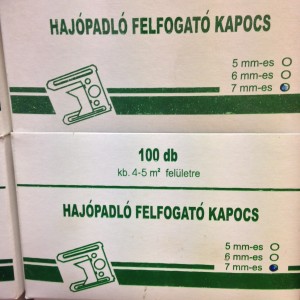 HAJÓPADLÓ FELFOGATÓ KAPOCS
5 mm-es
6 mm-es
7 mm-es
100 db
kb. 4-5 m² felületre
HAJÓPADLÓ FELFOGATÓ KAPOCS
5 mm-es
6 mm-es
7 mm-es